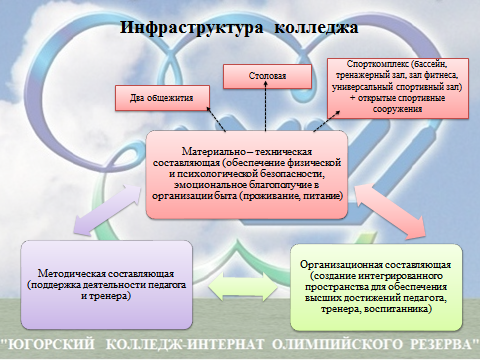 Инфраструктура колледжа
Спорткомплекс (бассейн,
тренажерный зал, зал фитнеса,
универсальный спортивный зал)
+ открытые спортивные
сооружения
Столовая
Два общежития
Материально – техническая
составляющая (обеспечение физической
и психологической безопасности,
эмоциональное благополучие в
организации быта (проживание, питание)
Методическая составляющая
(поддержка деятельности педагога
и тренера)
Организационная составляющая
(создание интегрированного
пространства для обеспечения
высших достижений педагога,
тренера, воспитанника)
"ЮГОРСКИЙ КОЛЛЕДЖ-ИНТЕРНАТ ОЛИМПИЙСКОГО РЕЗЕРВА"